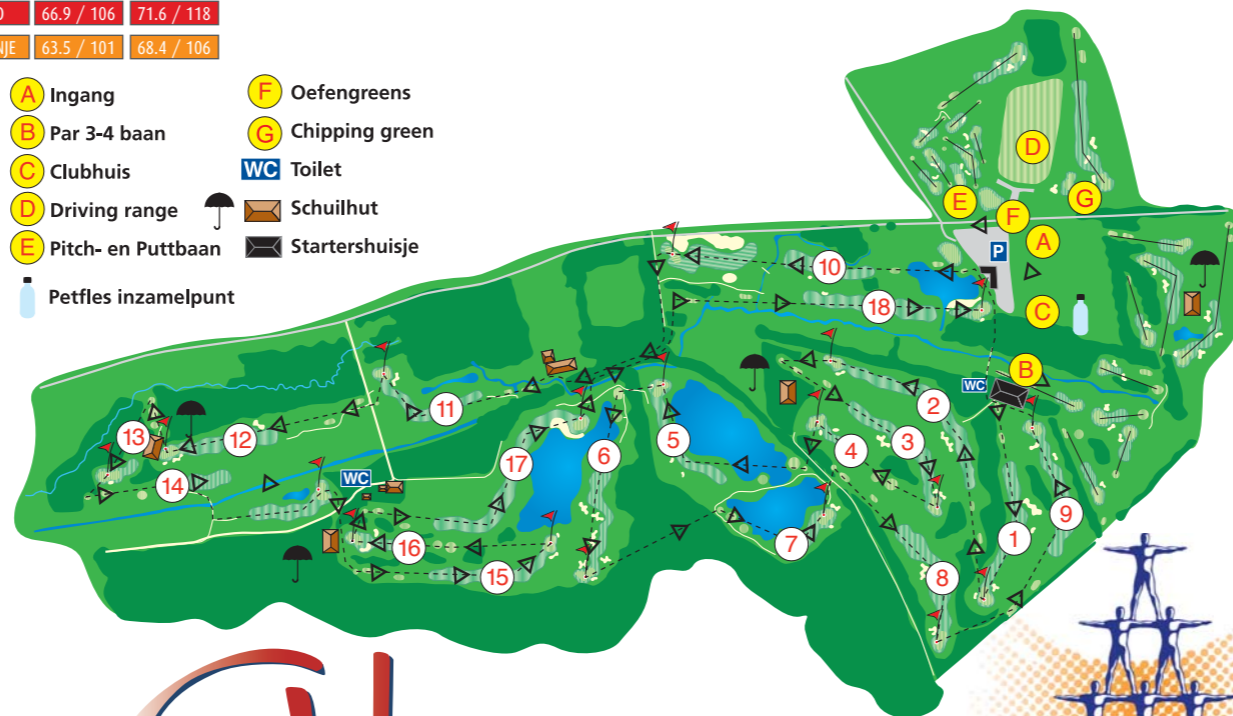 66.9 / 106 71.6 / 118
63.5 / 101 68.4 / 106
A Ingang
B Par 3-4 baan
C Clubhuis
D Driving range
E Pitch- en Puttbaan
Petfles inzamelpunt
F Oefengreens
G Chipping green
WC Toilet
Schuilhut
Startershuisje
D
E
F
G
A
P
10
18
C
B
WC
11
2
13
12
17
6
5
4
3
14
WC
9
16
7
1
15
8